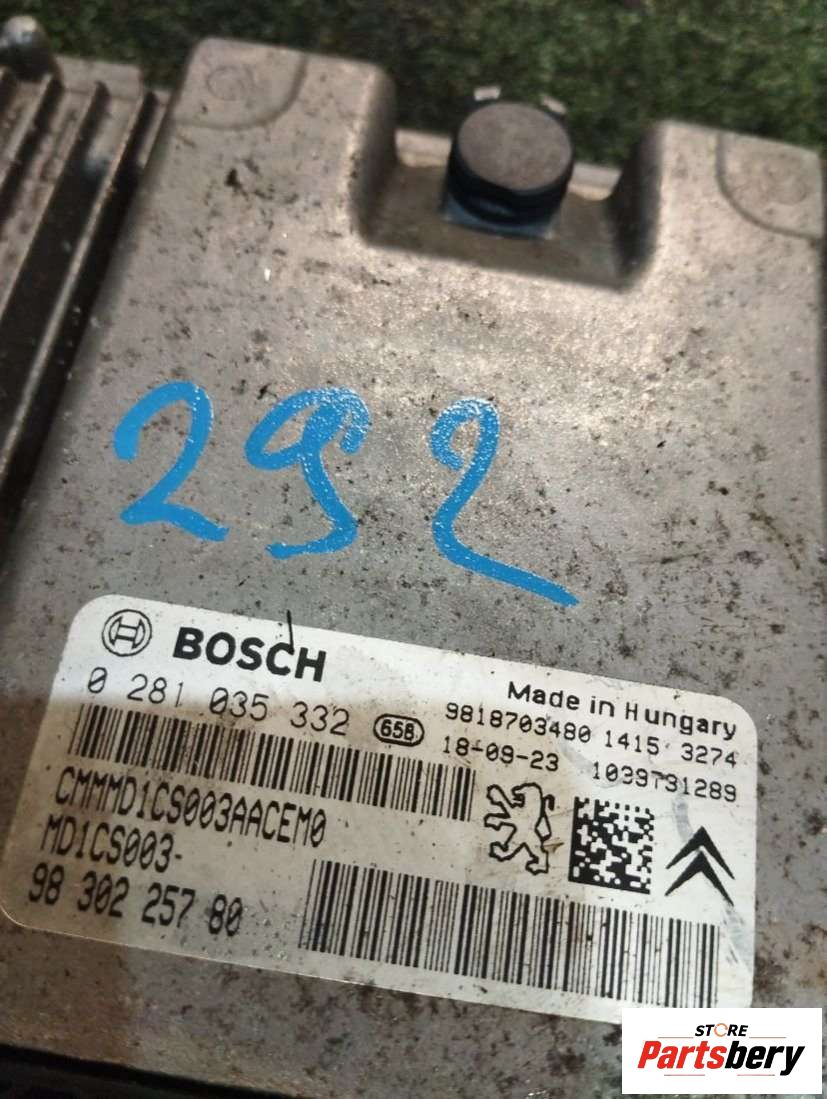 292
BOSCH
Made in Hungary
0 281 035 332
658
9818703480 1415 3274
18-09-23 1039731289
CMMMD1CS003AACEM0
MD1CS003-
98 302 257 80
STORE
Partsbery